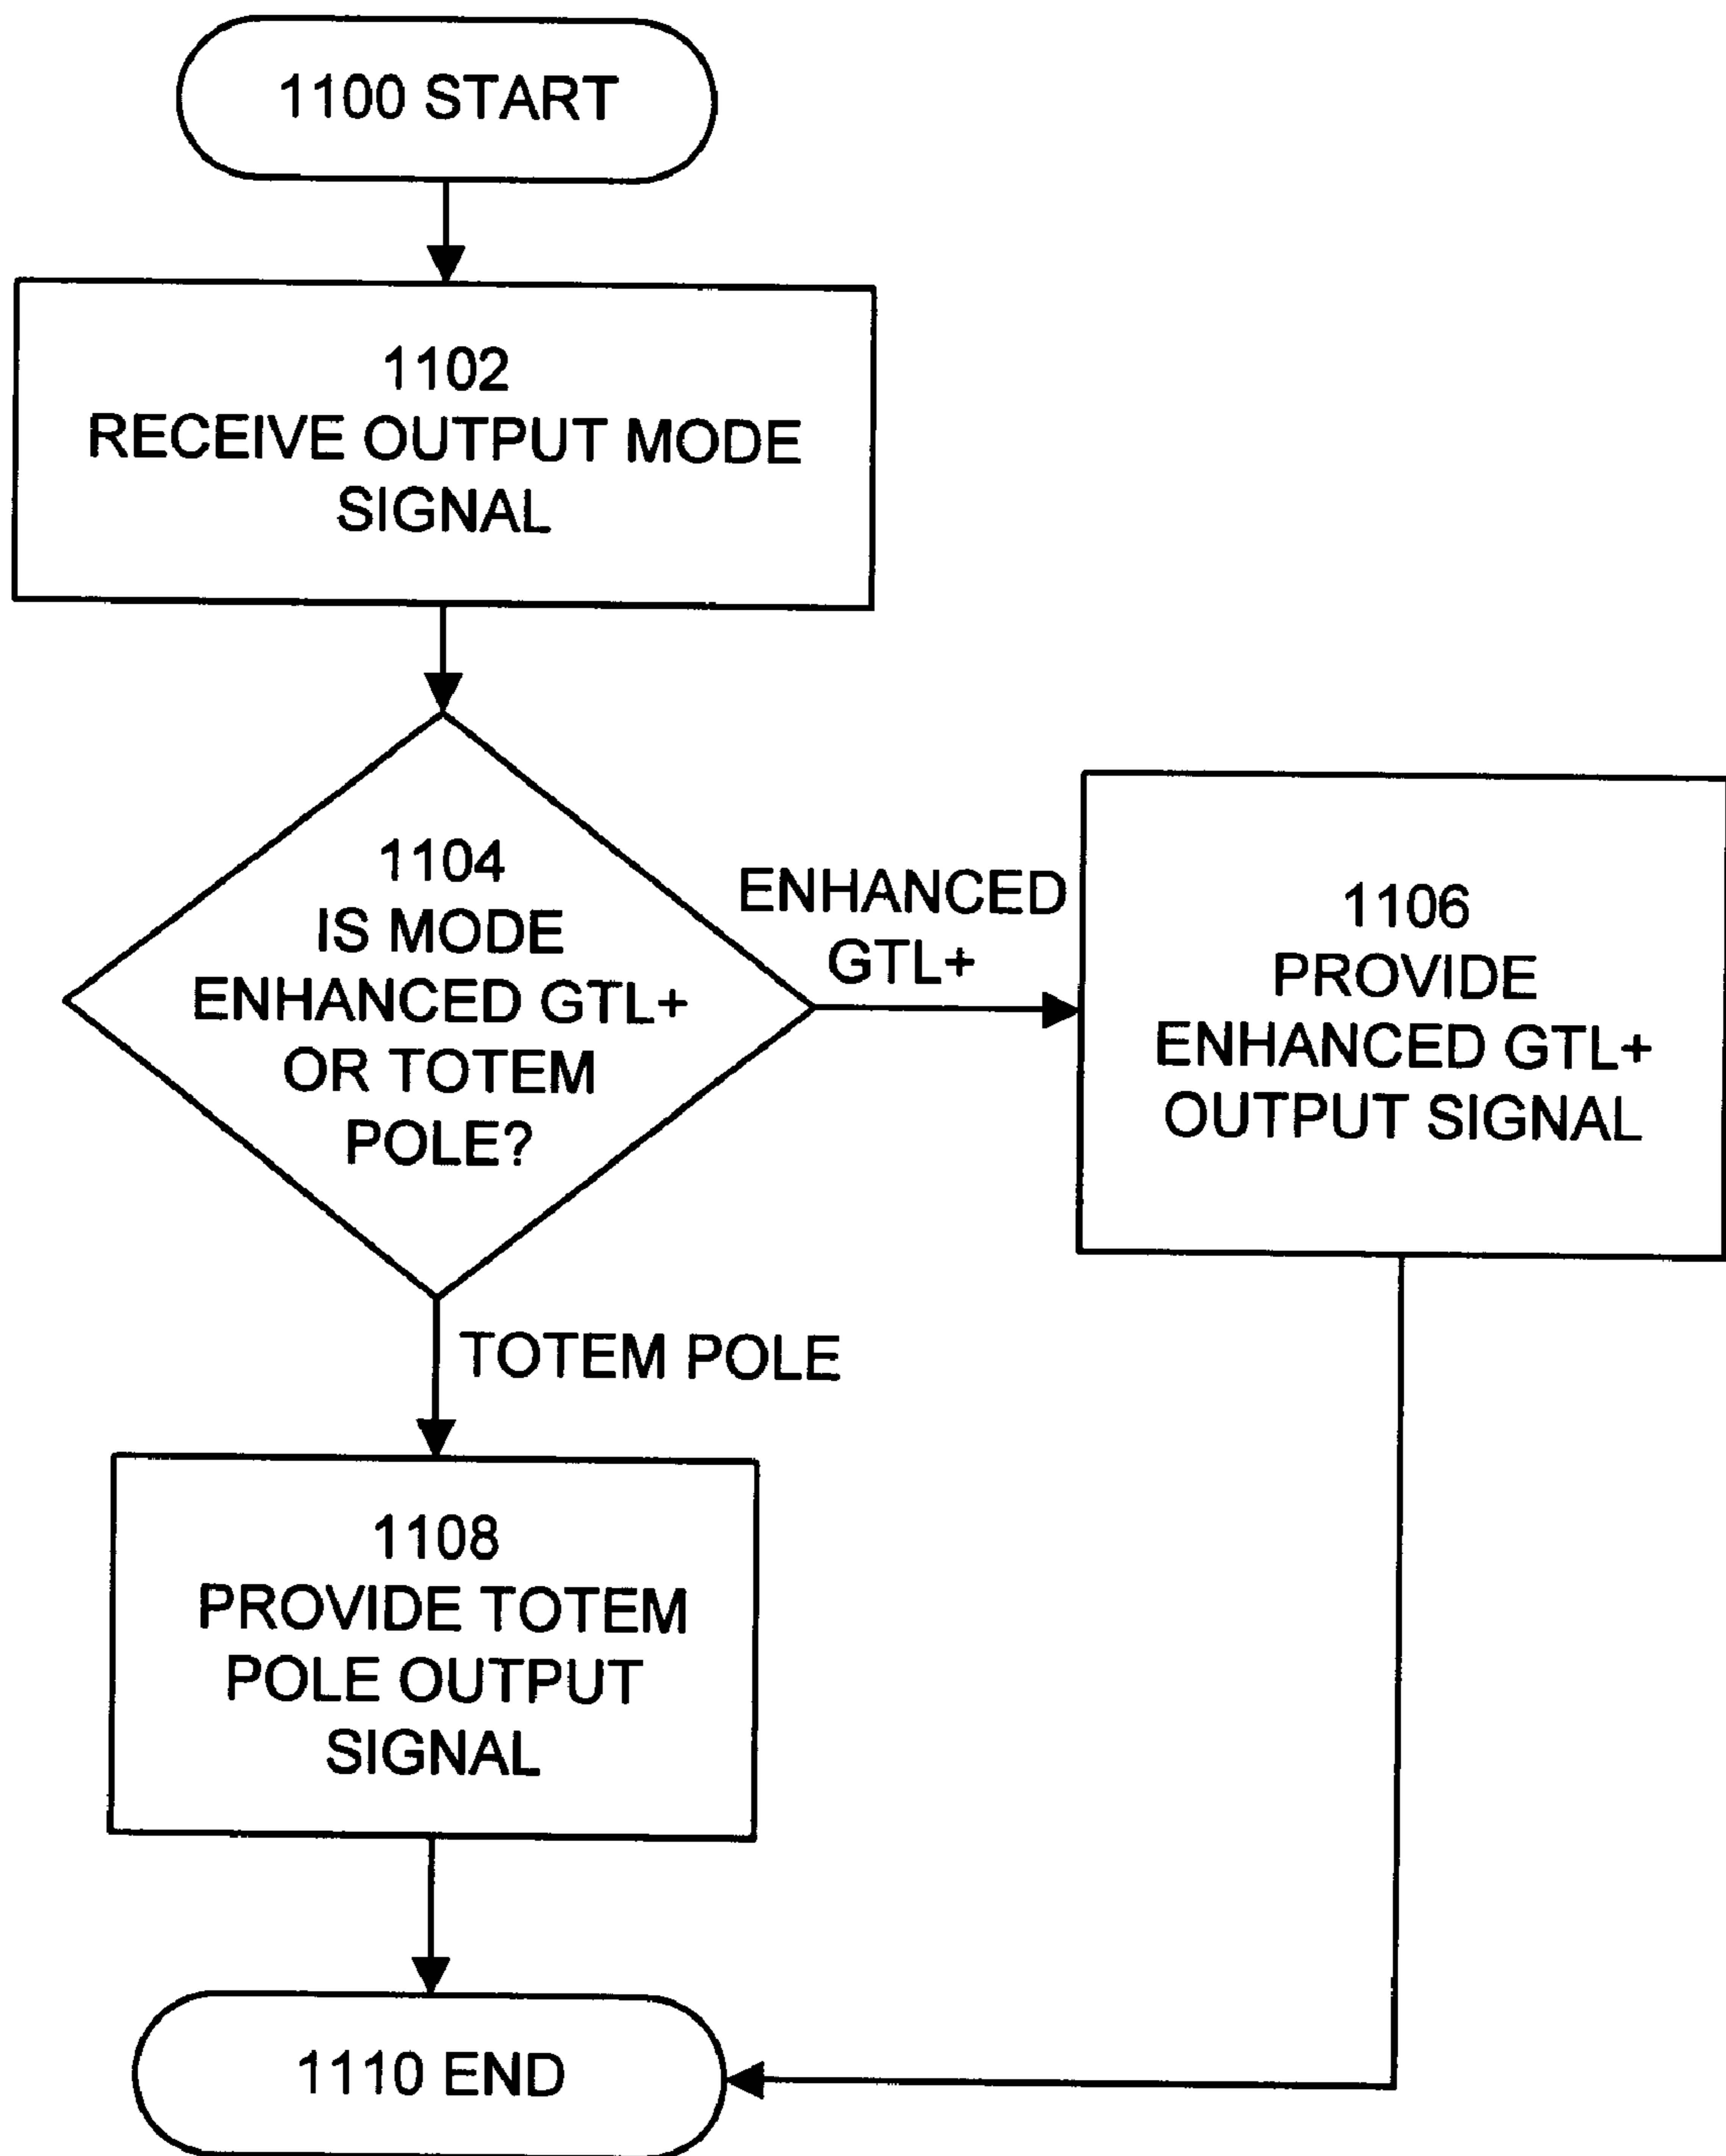 1100 START
1102
RECEIVE OUTPUT MODE
SIGNAL
1104
IS MODE
ENHANCED GTL+
OR TOTEM
POLE?
ENHANCED
GTL+
1106
PROVIDE
ENHANCED GTL+
OUTPUT SIGNAL
TOTEM POLE
1108
PROVIDE TOTEM
POLE OUTPUT
SIGNAL
1110 END